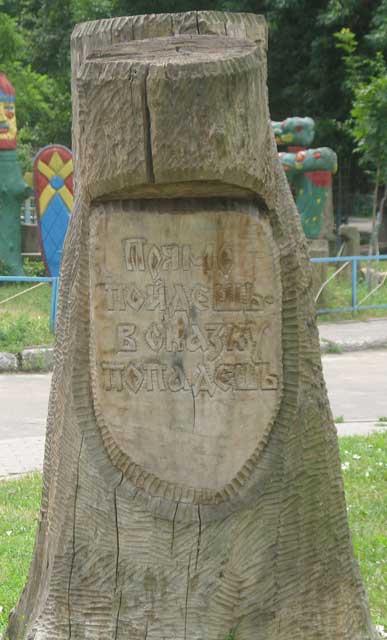 Прямо
пойдешь-
в сказку
попадешь